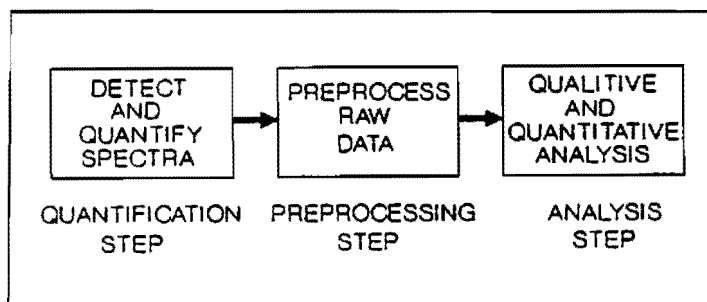 DETECT
AND
QUANTIFY
SPECTRA
PREPROCESS
RAW
DATA
QUALITIVE
AND
QUANTITATIVE
ANALYSIS
QUANTIFICATION
STEP
PREPROCESSING
STEP
ANALYSIS
STEP